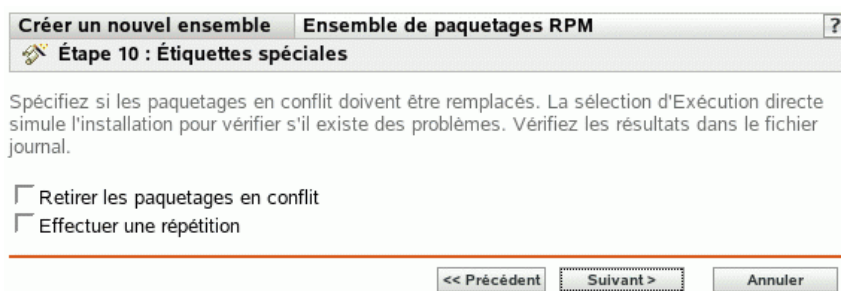 Créer un nouvel ensemble Ensemble de paquetages RPM ?
Étape 10 : Étiquettes spéciales
Spécifiez si les paquetages en conflit doivent être remplacés. La sélection d'Exécution directe
simule l'installation pour vérifier s'il existe des problèmes. Vérifiez les résultats dans le fichier
journal.
Retirer les paquetages en conflit
Effectuer une répétition
<< Précédent Suivant > Annuler